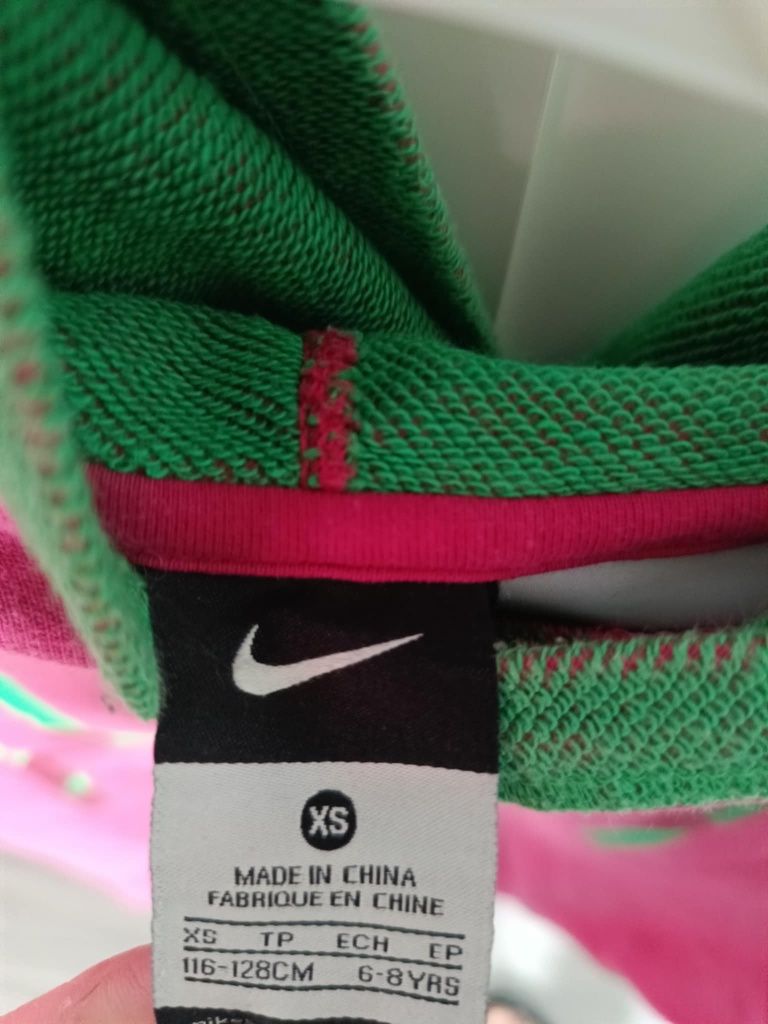 XS
MADE IN CHINA
FABRIQUE EN CHINE
XS TP ECH EP
116-128CM 6-8YRS